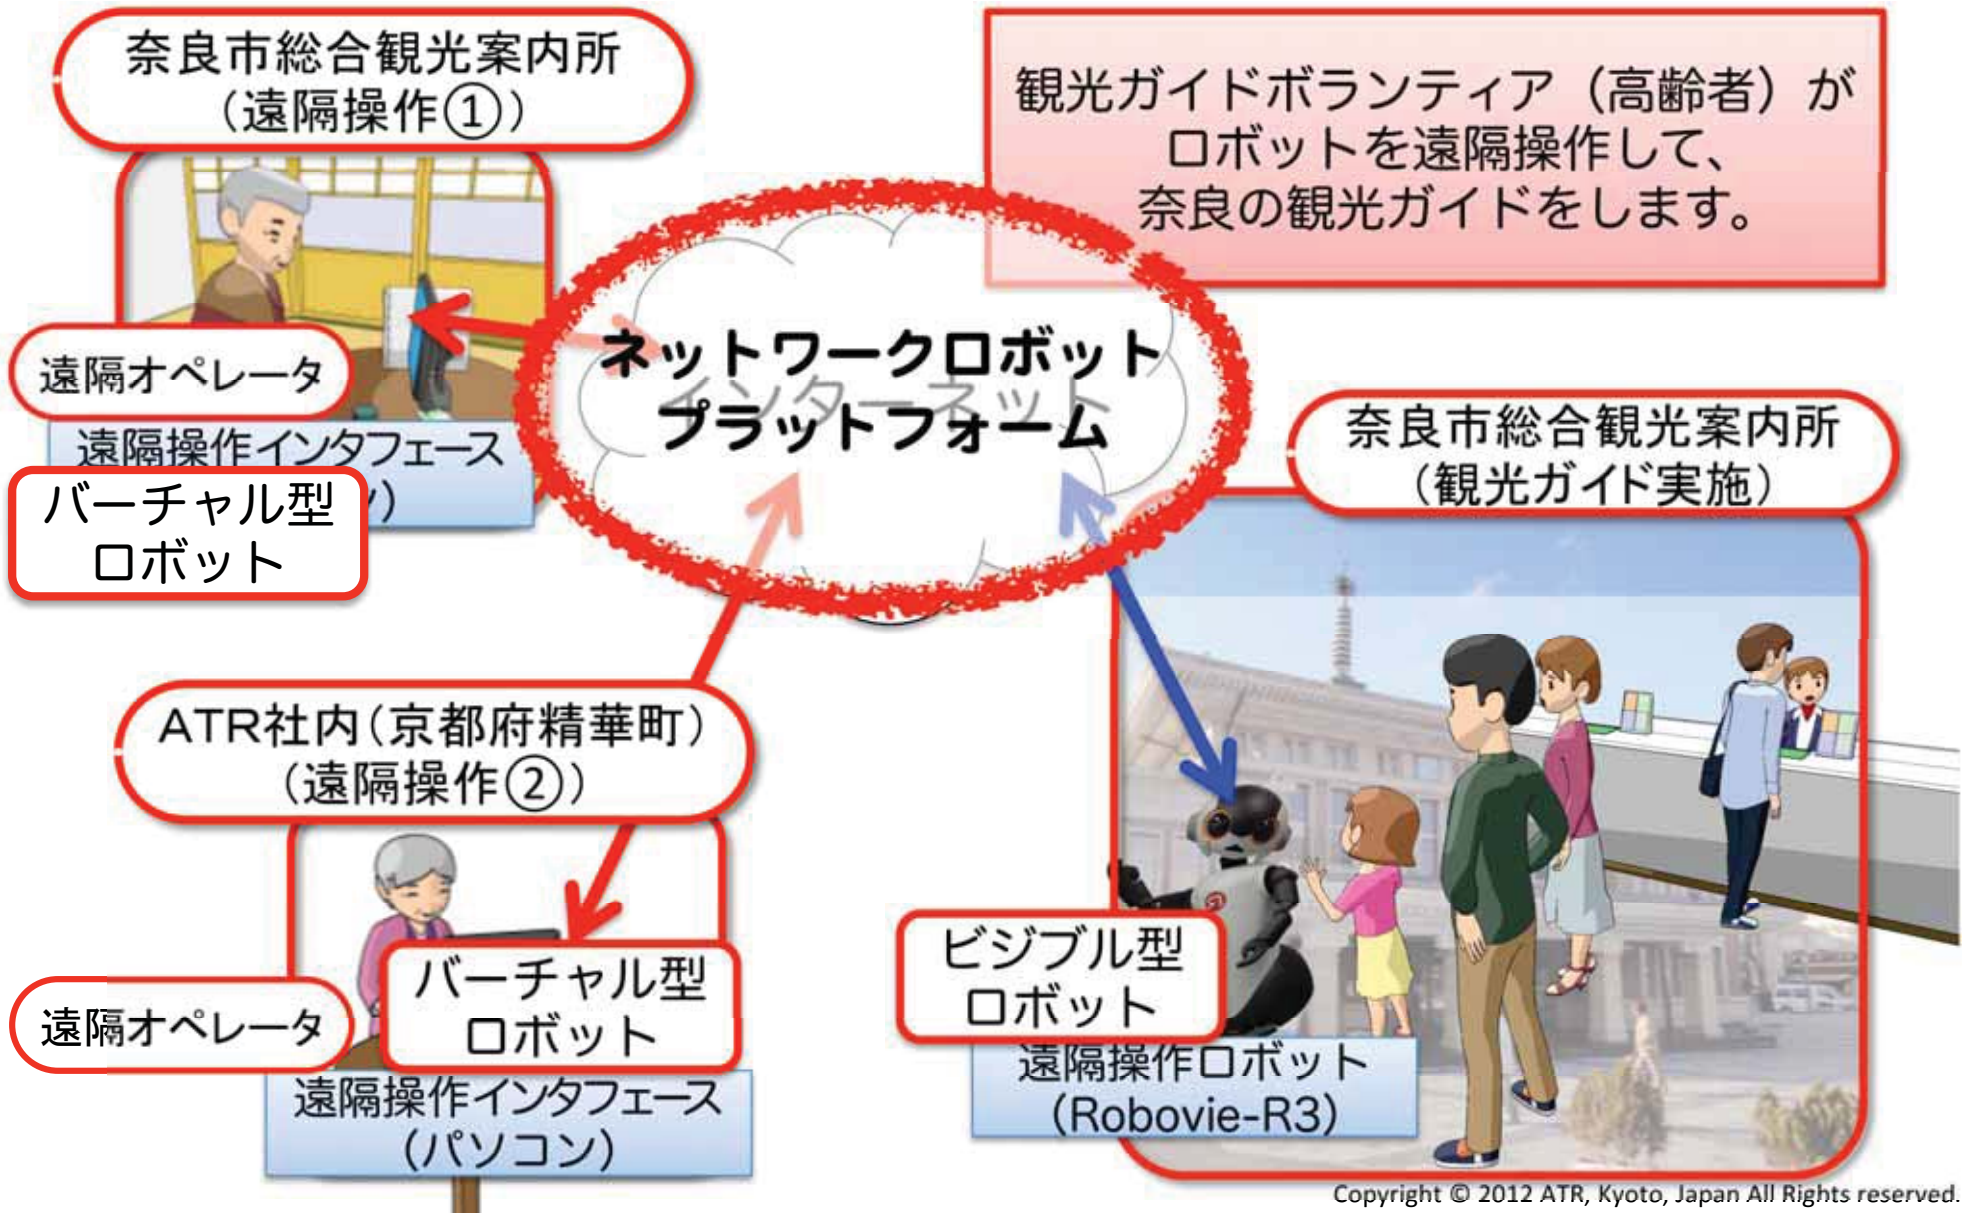 奈良市総合観光案内所
(遠隔操作①)
観光ガイドボランティア(高齢者)が
ロボットを遠隔操作して、
奈良の観光ガイドをします。
ネットワークロボット
プラットフォーム
インターネット
遠隔オペレータ
遠隔操作インタフェース
ン)
バーチャル型
ロボット
奈良市総合観光案内所
(観光ガイド実施)
ATR社内(京都府精華町)
(遠隔操作②)
遠隔オペレータ
バーチャル型
ロボット
遠隔操作インタフェース
(パソコン)
ビジブル型
ロボット
遠隔操作ロボット
(Robovie-R3)
Copyright © 2012 ATR, Kyoto, Japan All Rights reserved.